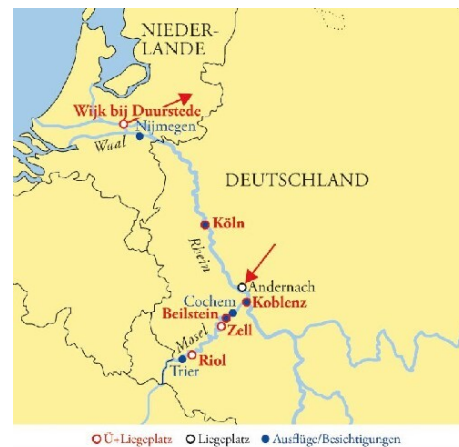 NIEDER-
LANDE
Wijk bij Duurstede
Nijmegen
Waal
DEUTSCHLAND
Köln
Rhein
Andernach
Cochem
Koblenz
Beilstein
Zell
Mosel
Riol
Trier
Ü+Liegeplatz Liegeplatz Ausflüge/Besichtigungen